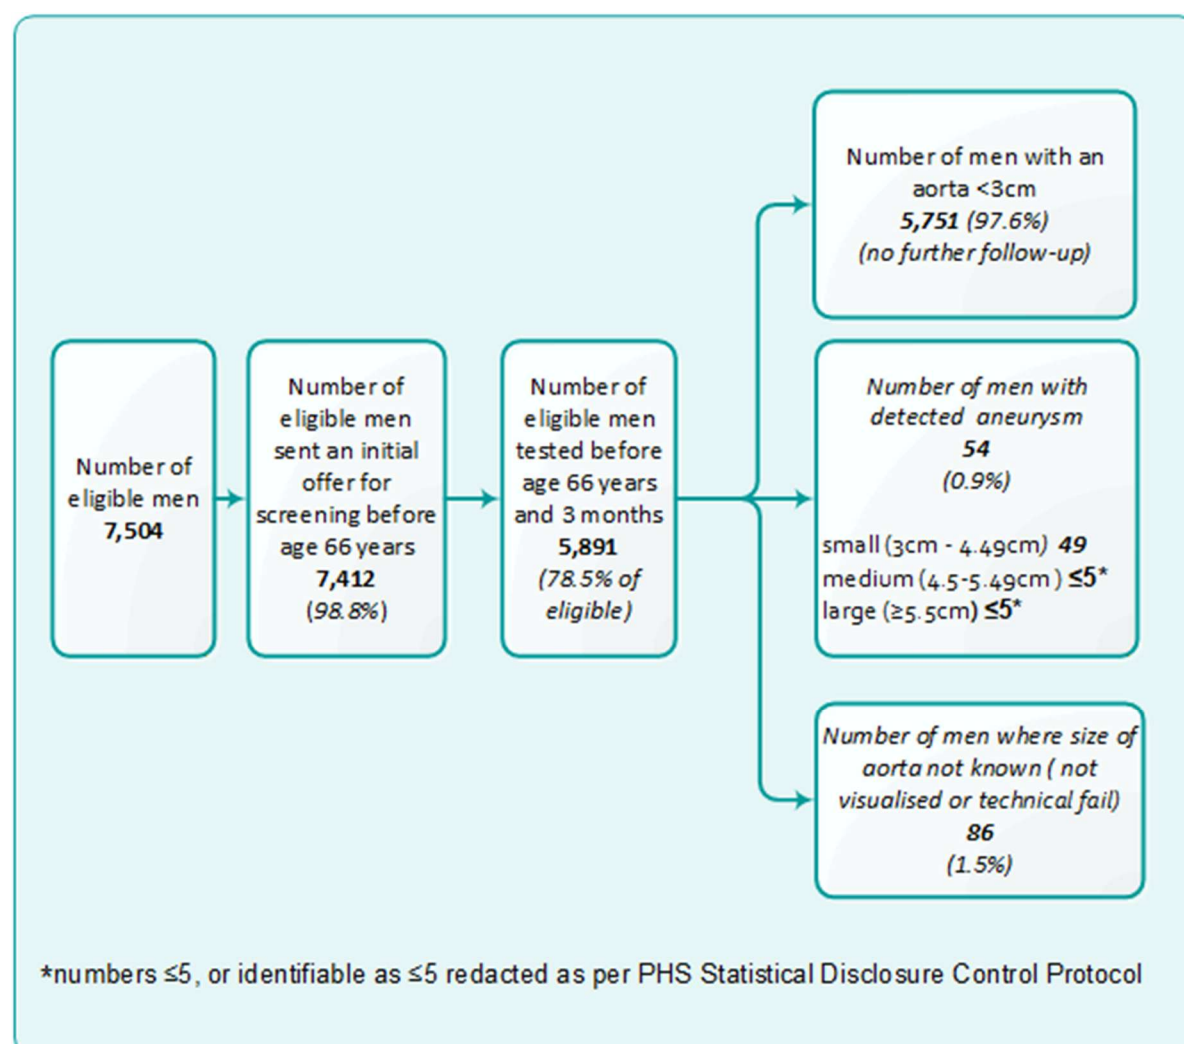 Number of
eligible men
7,504
Number of
eligible men
sent an initial
offer for
screening before
age 66 years
7,412
(98.8%)
Number of
eligible men
tested before
age 66 years
and 3 months
5,891
(78.5% of
eligible)
Number of men with an
aorta <3cm
5,751 (97.6%)
(no further follow-up)
Number of men with
detected aneurysm
54
(0.9%)
small (3cm - 4.49cm) 49
medium (4.5-5.49cm ) ≤5*
large (≥5.5cm) ≤5*
Number of men where size of
aorta not known ( not
visualised or technical fail)
86
(1.5%)
*numbers ≤5, or identifiable as ≤5 redacted as per PHS Statistical Disclosure Control Protocol